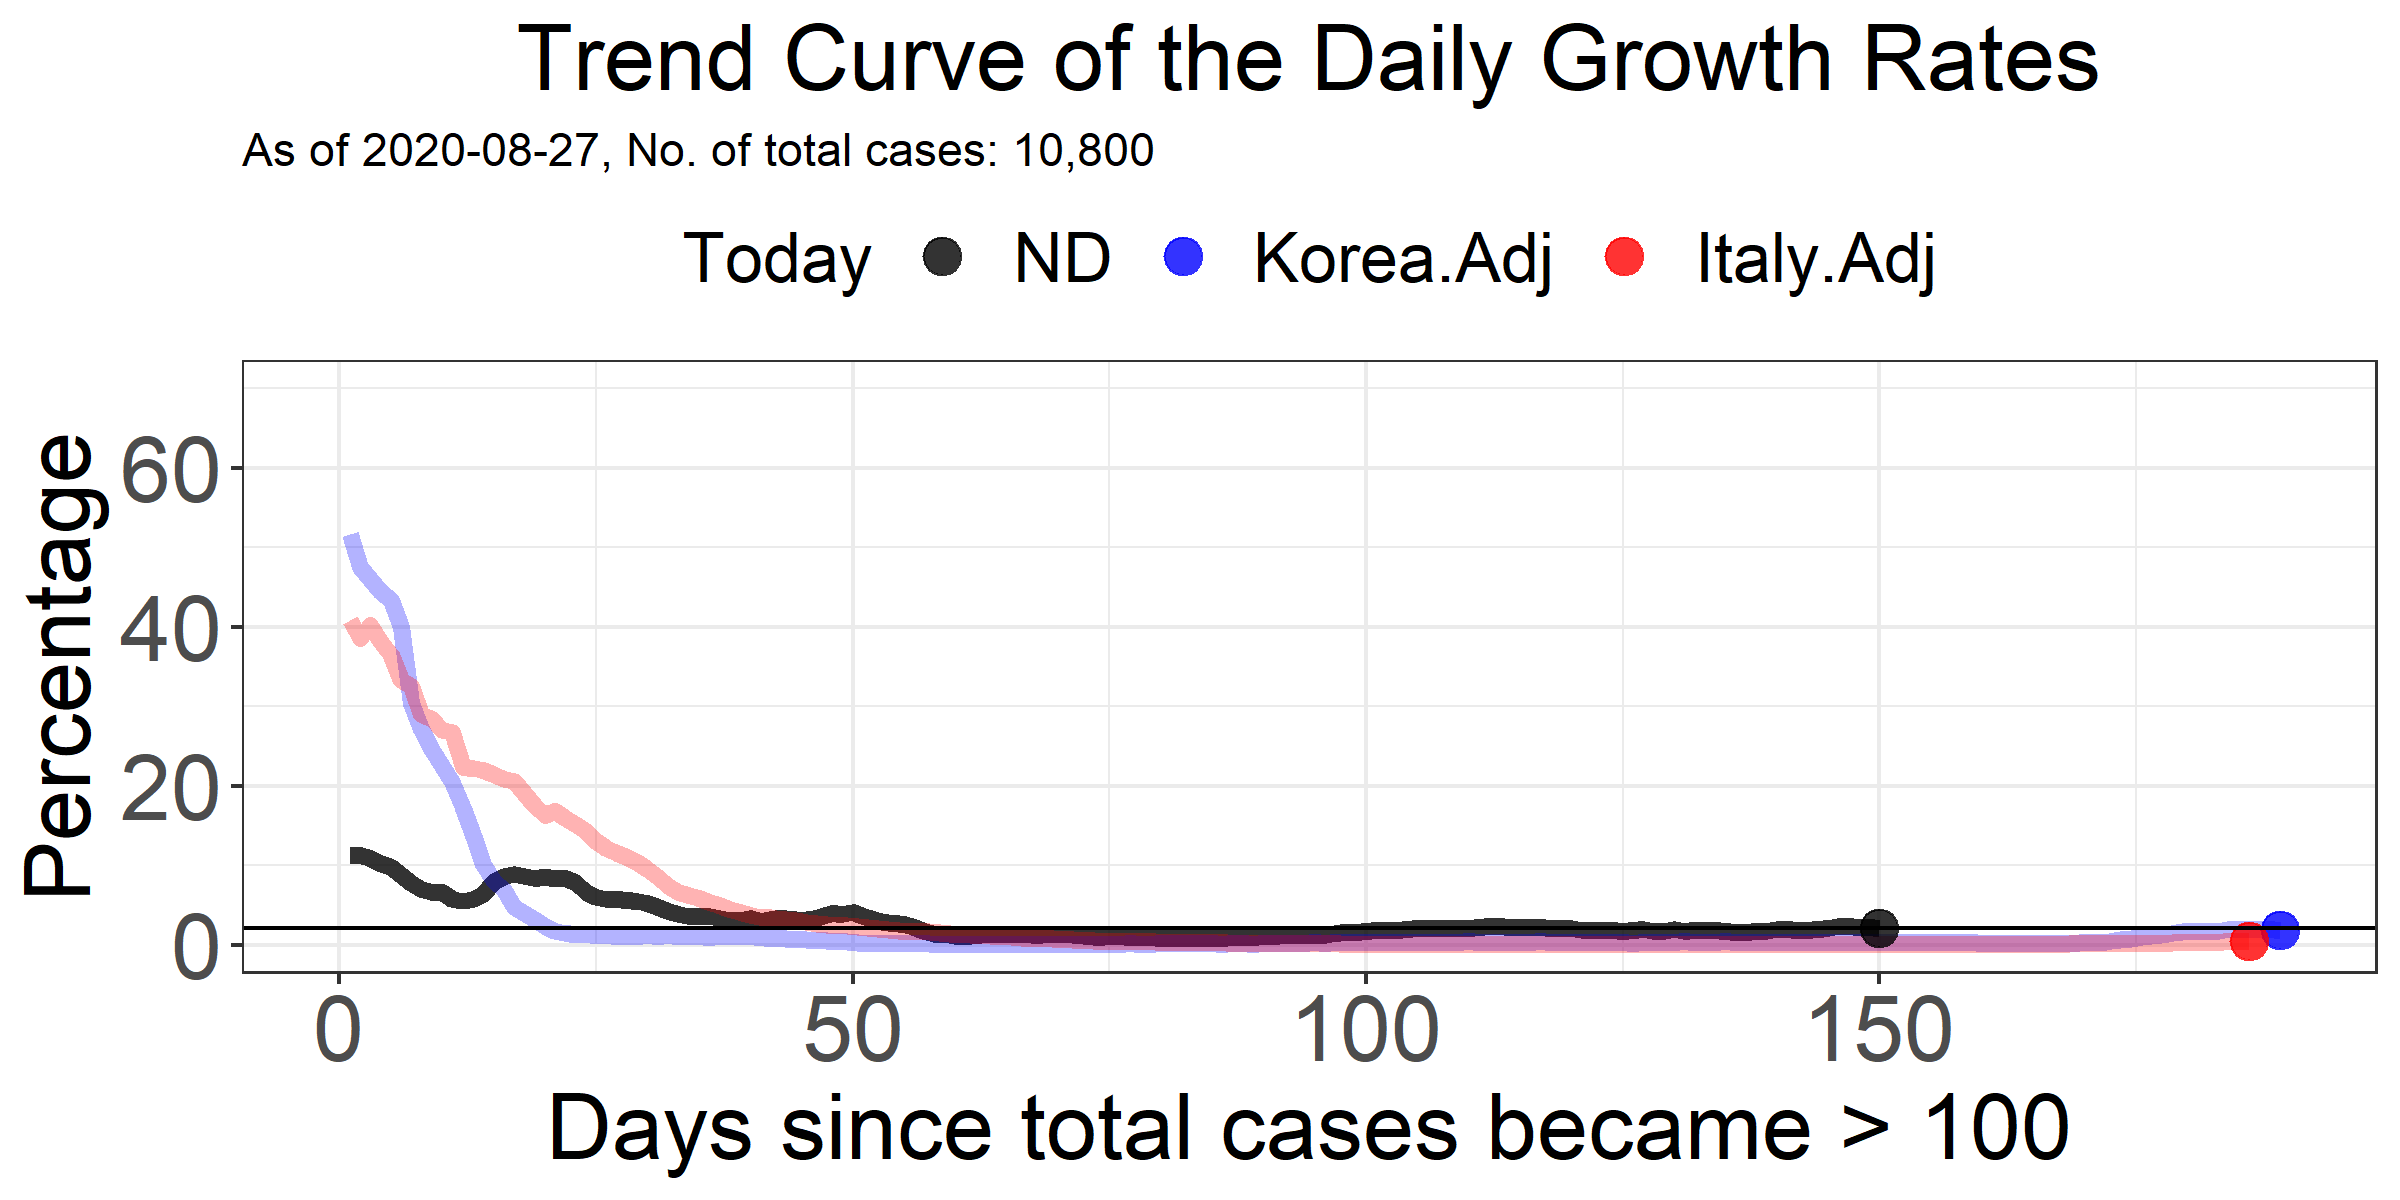 Trend Curve of the Daily Growth Rates
As of 2020-08-27, No. of total cases: 10,800
Today ND Korea.Adj Italy.Adj
Percentage
60
40
20
0
0 50 100 150
Days since total cases became > 100